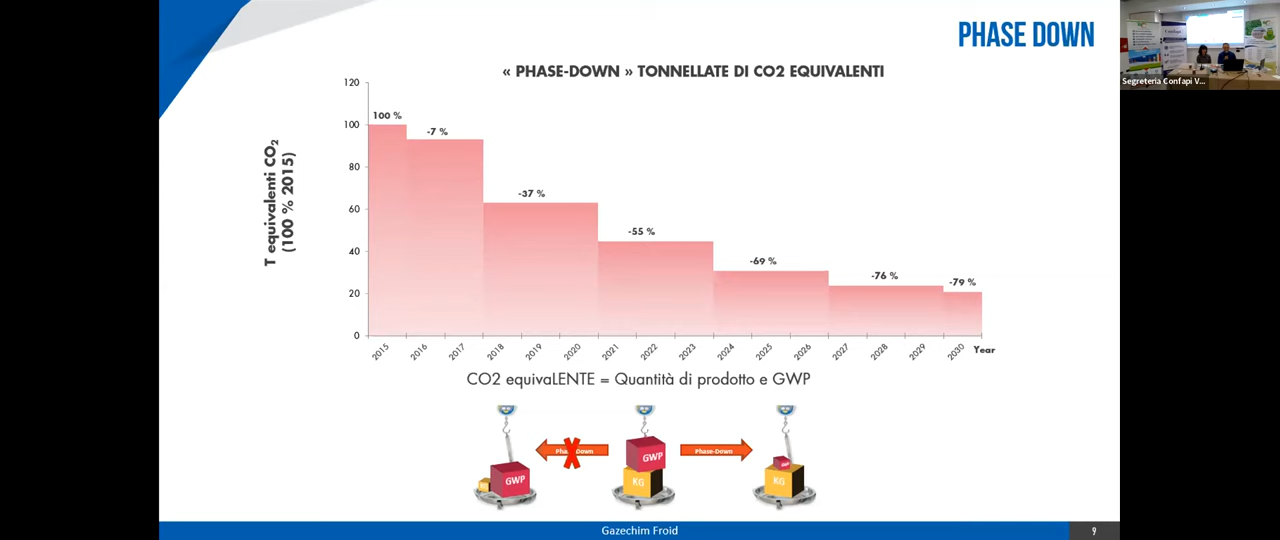 PHASE DOWN
« PHASE-DOWN » TONNELLATE DI CO2 EQUIVALENTI
T equivalenti CO2
(100 % 2015)
120
100
80
60
40
20
0
100 %
-7 %
-37 %
-55 %
-69 %
-76 %
-79 %
2015
2016
2017
2018
2019
2020
2021
2022
2023
2024
2025
2026
2027
2028
2029
2030
Year
CO2 equivaLENTE = Quantità di prodotto e GWP
KG
GWP
Phase-Down
GWP
KG
Phase-Down
GWP
KG
Gazechim Froid
9
Segreteria Confapi V...
Confapi